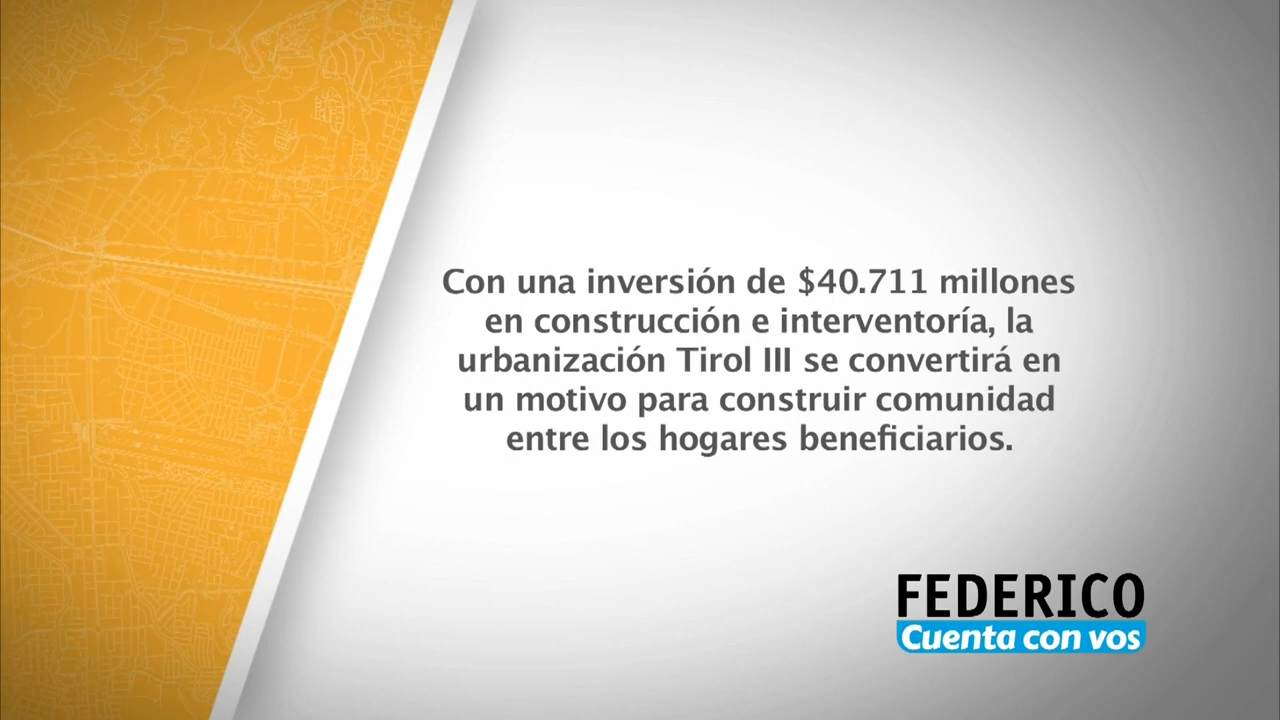 Con una inversión de $40.711 millones
en construcción e interventoría, la
urbanización Tirol III se convertirá en
un motivo para construir comunidad
entre los hogares beneficiarios.
FEDERICO
Cuenta con vos